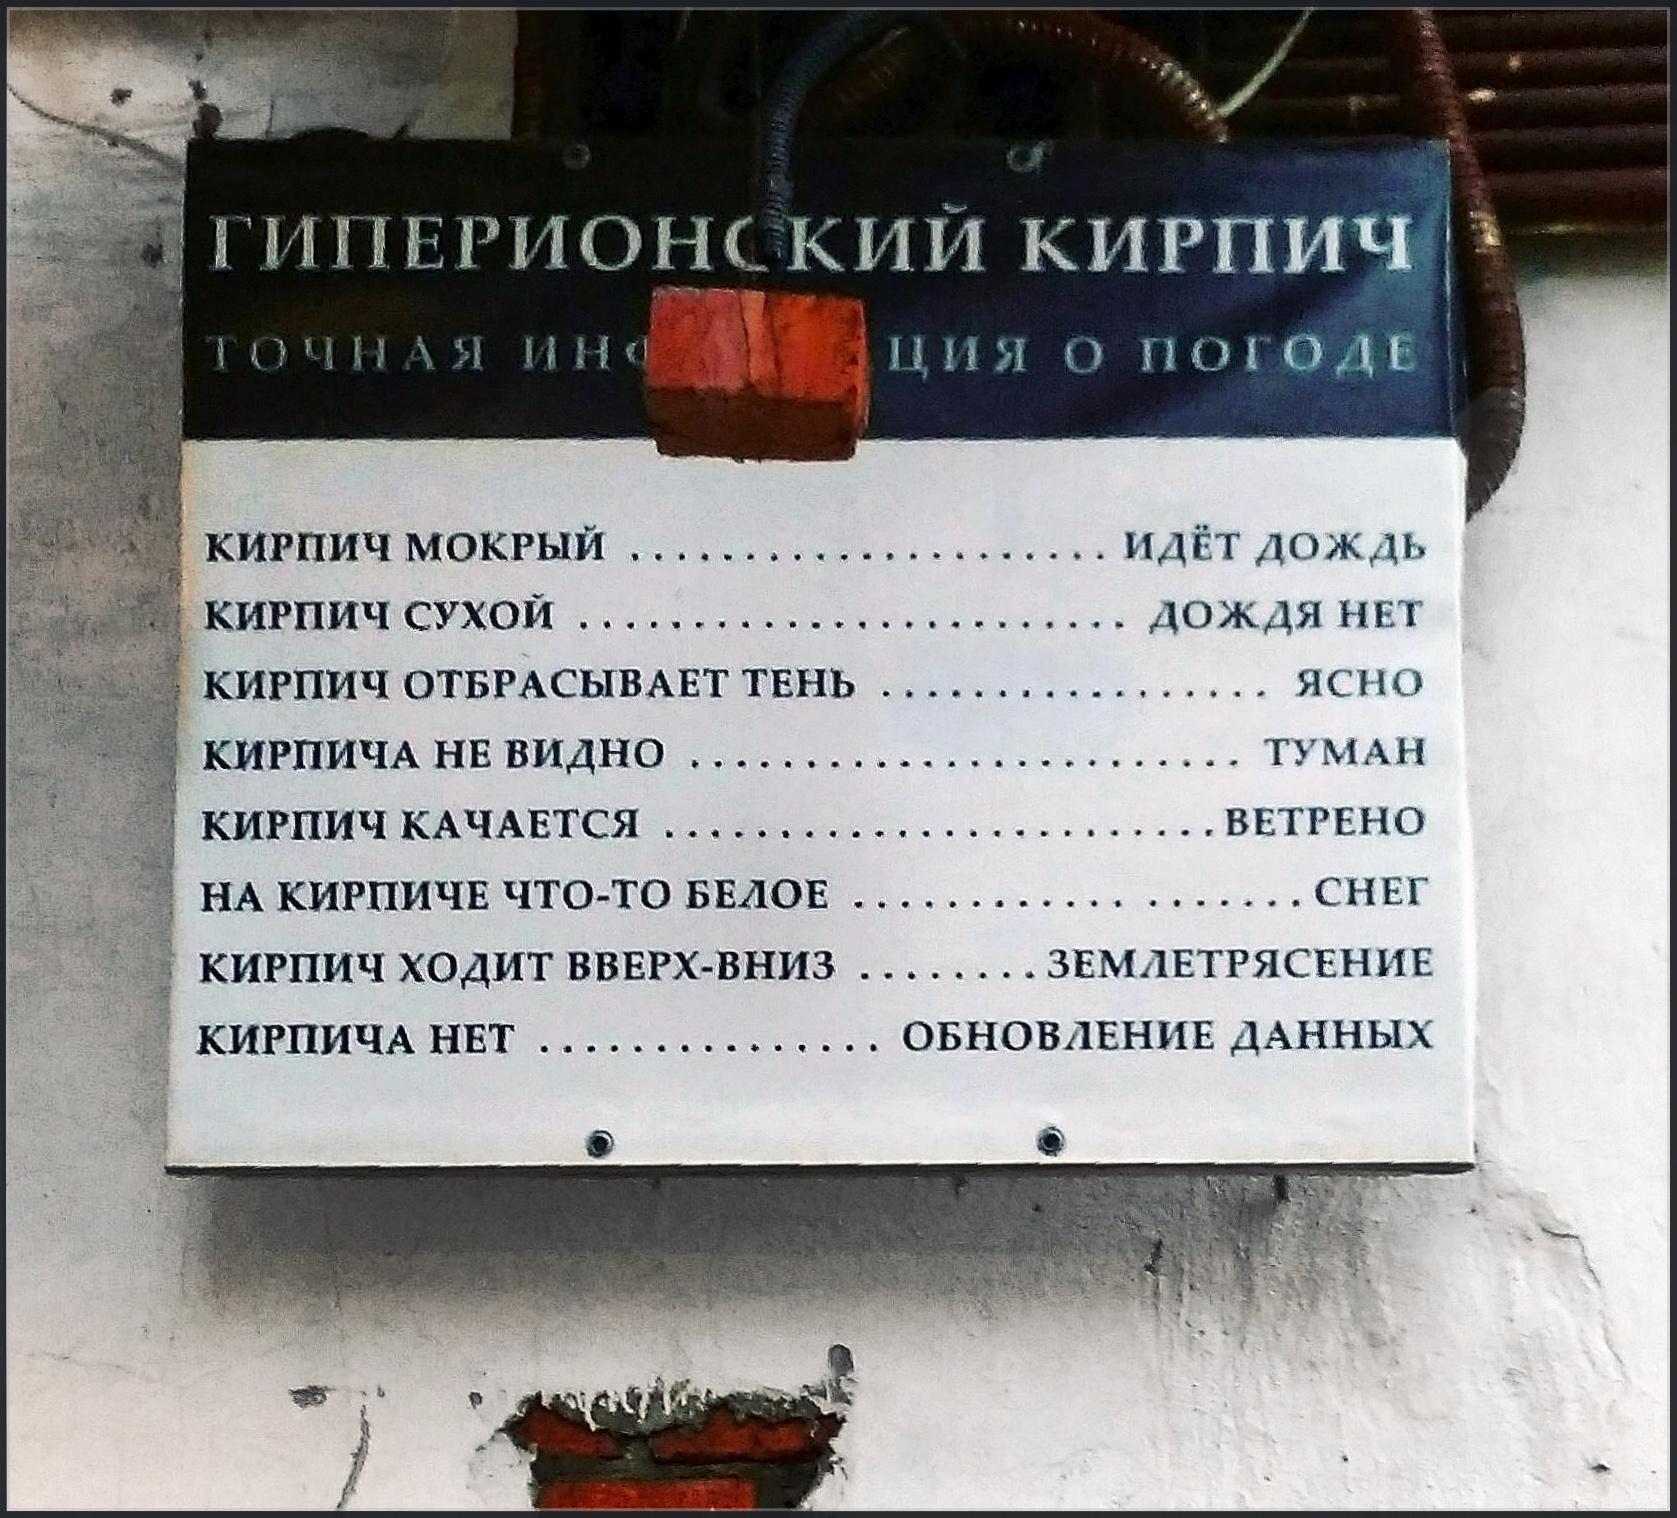 ГИПЕРИОНСКИЙ КИРПИЧ
ТОЧНАЯ О ПОГОДЕ
КИРПИЧ МОКРЫЙ ..................... ИДЁТ ДОЖДЬ
КИРПИЧ СУХОЙ ........................ ДОЖДЯ НЕТ
КИРПИЧ ОТБРАСЫВАЕТ ТЕНЬ ................. ЯСНО
КИРПИЧА НЕ ВИДНО ........................ ТУМАН
КИРПИЧ КАЧАЕТСЯ ........................ ВЕТРЕНО
НА КИРПИЧЕ ЧТО-ТО БЕЛОЕ ............ ....... СНЕГ
КИРПИЧ ХОДИТ ВВЕРХ-ВНИЗ ........ ЗЕМЛЕТРЯСЕНИЕ
КИРПИЧА НЕТ ............... ОБНОВЛЕНИЕ ДАННЫХ